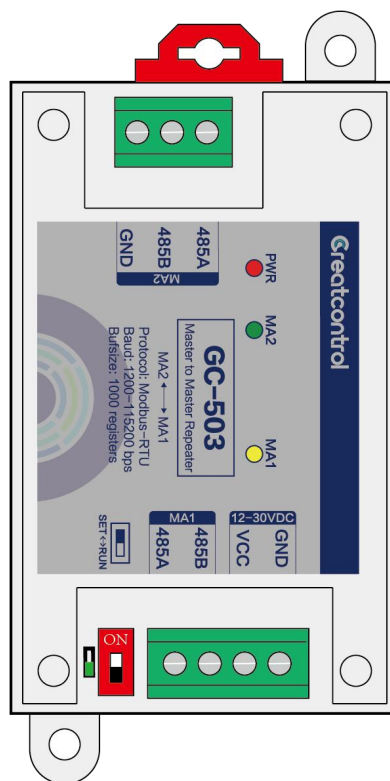 Greatcontrol
PWR
MA2
MA1
485A
485B
GND
MA2
GC-503
Master to Master Repeater
MA2 ←→ MA1
Protocol: Modbus-RTU
Baud: 1200-115200 bps
Bufsize: 1000 registers
12-30VDC
GND
VCC
MA1
485B
485A
SET⇔RUN
ON